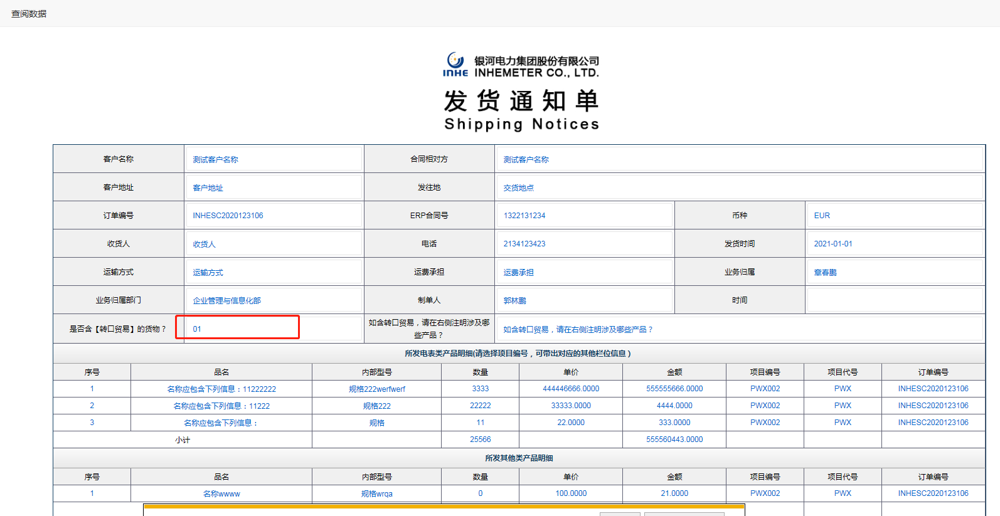 查阅数据
银河电力集团股份有限公司
INHE INHEMETER CO., LTD.
发货通知单
Shipping Notices
客户名称 测试客户名称 合同相对方 测试客户名称
客户地址 客户地址 发往地 交货地点
订单编号 INHESC2020123106 ERP合同号 1322131234 币种 EUR
收货人 收货人 电话 2134123423 发货时间 2021-01-01
运输方式 运输方式 运费承担 运费承担 业务归属 章春鹏
业务归属部门 企业管理与信息化部 制单人 郭林鹏 时间
是否含【转口贸易】的货物？ 01 如含转口贸易，请在右侧注明涉及哪些产品？ 如含转口贸易，请在右侧注明涉及哪些产品？
所发电表类产品明细(请选择项目编号，可带出对应的其他栏位信息)
序号 品名 内部型号 数量 单价 金额 项目编号 项目代号 订单编号
1 名称应包含下列信息：11222222 规格222werfwerf 3333 444446666.0000 555555666.0000 PWX002 PWX INHESC2020123106
2 名称应包含下列信息：11222 规格222 22222 33333.0000 4444.0000 PWX002 PWX INHESC2020123106
3 名称应包含下列信息： 规格 11 22.0000 333.0000 PWX002 PWX INHESC2020123106
小计 25566 555560443.0000
所发其他类产品明细
序号 品名 内部型号 数量 单价 金额 项目编号 项目代号 订单编号
1 名称wwww 规格wrqa 0 100.0000 21.0000 PWX002 PWX INHESC2020123106